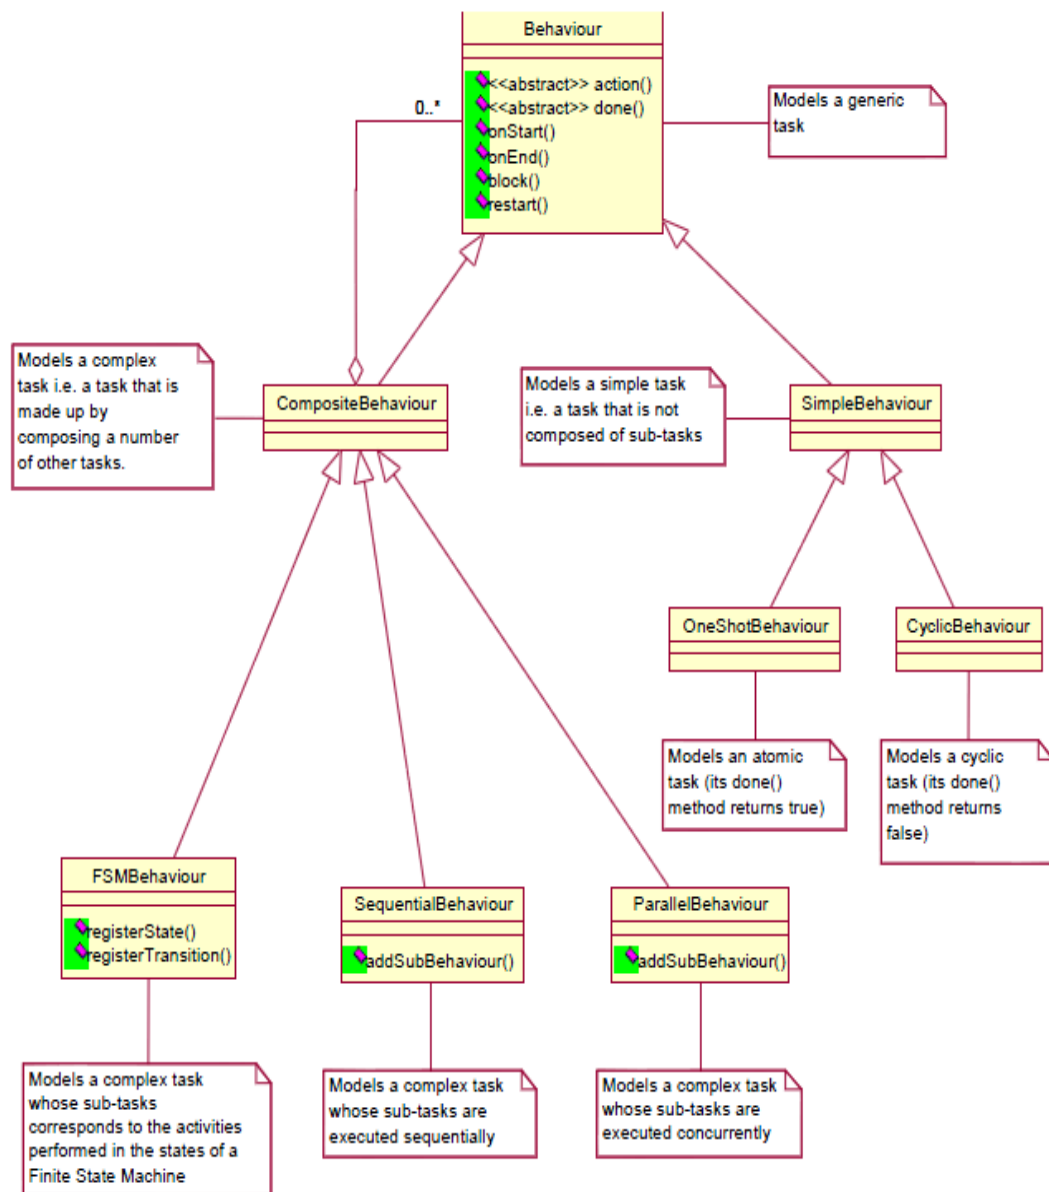 Behaviour
<<abstract>> action()
<<abstract>> done()
onStart()
onEnd()
block()
restart()
0..*
Models a generic
task
Models a complex
task i.e. a task that is
made up by
composing a number
of other tasks.
CompositeBehaviour
Models a simple task
i.e. a task that is not
composed of sub-tasks
SimpleBehaviour
OneShotBehaviour
CyclicBehaviour
Models an atomic
task (its done()
method returns true)
Models a cyclic
task (its done()
method returns
false)
FSMBehaviour
registerState()
registerTransition()
SequentialBehaviour
addSubBehaviour()
ParallelBehaviour
addSubBehaviour()
Models a complex task
whose sub-tasks
corresponds to the activities
performed in the states of a
Finite State Machine
Models a complex task
whose sub-tasks are
executed sequentially
Models a complex task
whose sub-tasks are
executed concurrently